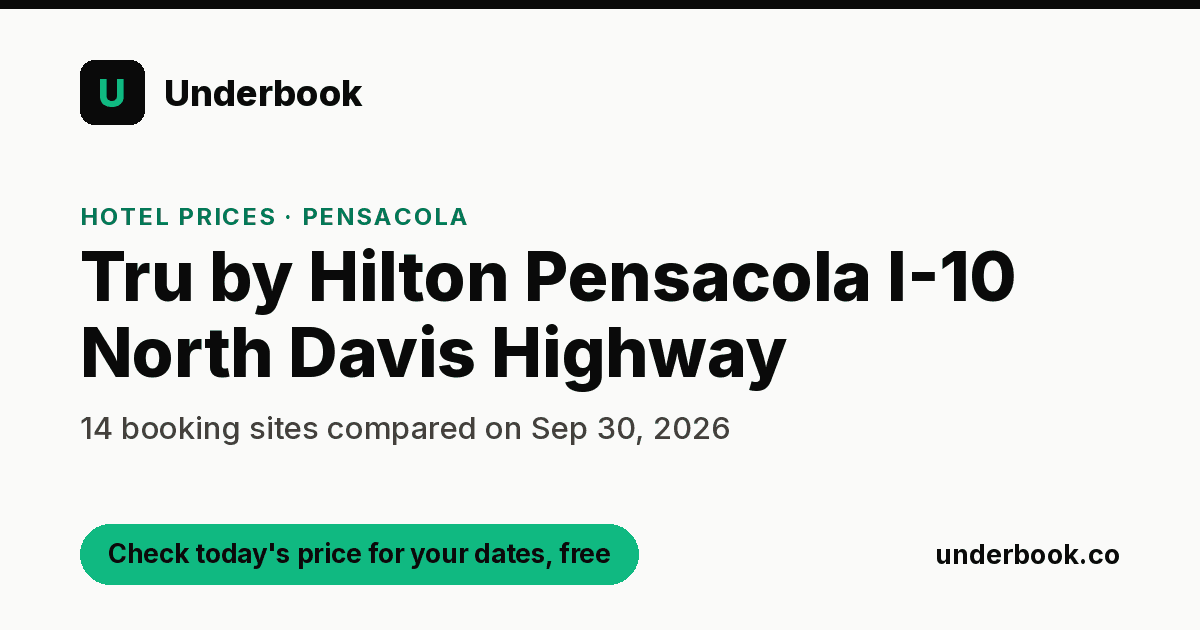 U
Underbook
HOTEL PRICES · PENSACOLA
Tru by Hilton Pensacola I-10
North Davis Highway
14 booking sites compared on Sep 30, 2026
Check today's price for your dates, free
underbook.co